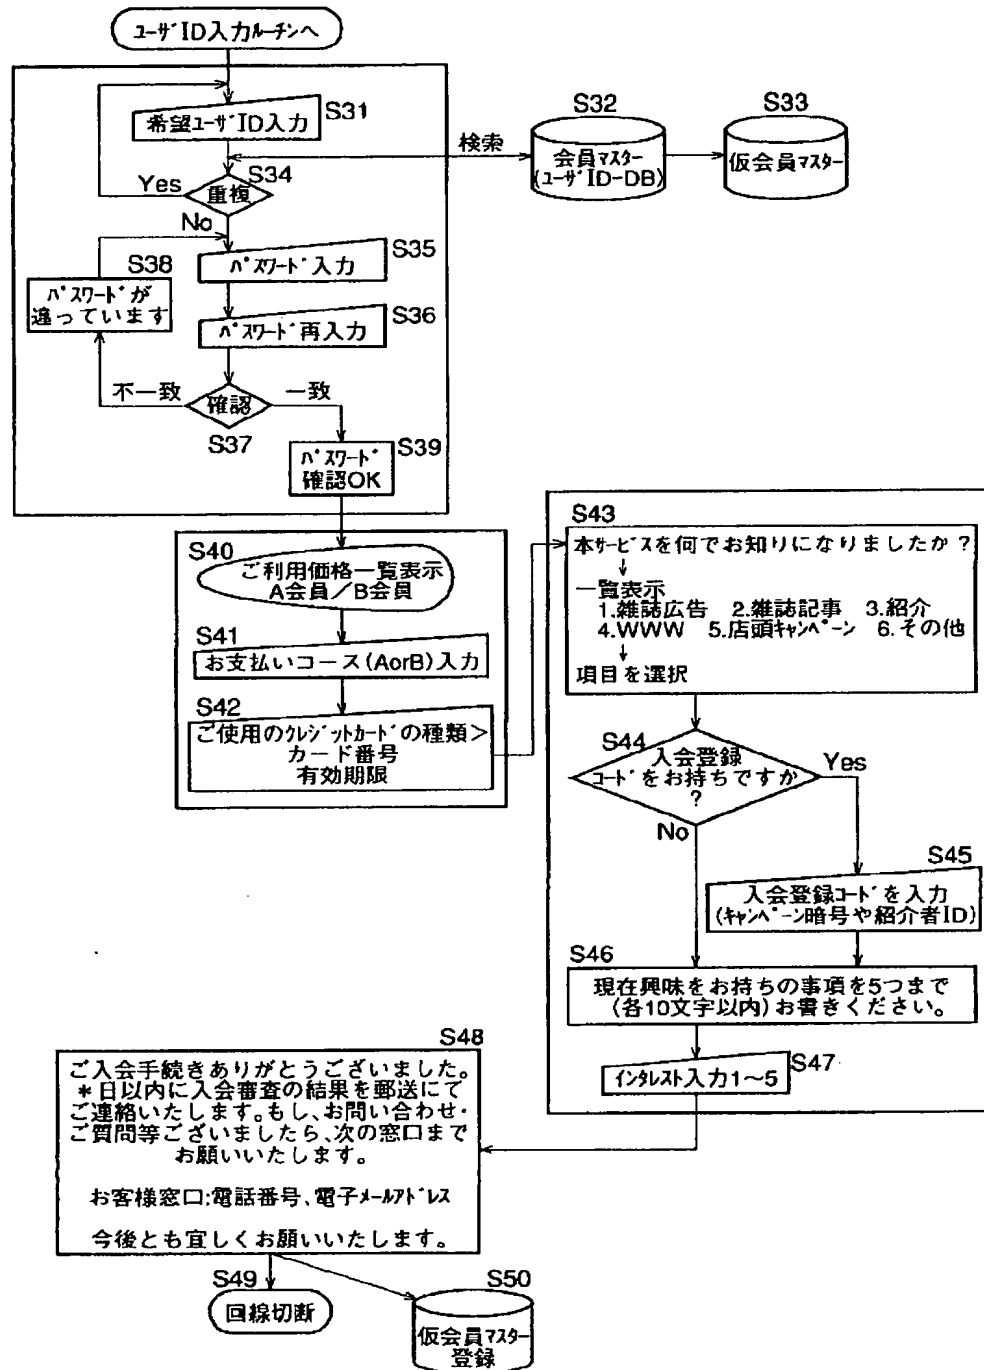 ﾕｰｻﾞID入力ﾙｰﾁﾝへ
S31
希望ﾕｰｻﾞID入力
検索
S32
会員ﾏｽﾀｰ
(ﾕｰｻﾞID-DB)
S33
仮会員ﾏｽﾀｰ
S34
Yes
重複
No
S35
ﾊﾟｽﾜｰﾄﾞ入力
S38
ﾊﾟｽﾜｰﾄﾞが
違っています
S36
ﾊﾟｽﾜｰﾄﾞ再入力
不一致
確認
一致
S37
S39
ﾊﾟｽﾜｰﾄﾞ
確認OK
S40
ご利用価格一覧表示
A会員／B会員
S41
お支払いコース(AorB)入力
S42
ご使用のｸﾚｼﾞｯﾄｶｰﾄﾞの種類>
カード番号
有効期限
S43
本ｻｰﾋﾞｽを何でお知りになりましたか？
一覧表示
1.雑誌広告 2.雑誌記事 3.紹介
4.WWW 5.店頭ｷｬﾝﾍﾟｰﾝ 6.その他
項目を選択
S44
入会登録
ｺｰﾄﾞをお持ちですか
？
Yes
No
S45
入会登録ｺｰﾄﾞを入力
(ｷｬﾝﾍﾟｰﾝ暗号や紹介者ID)
S46
現在興味をお持ちの事項を5つまで
(各10文字以内)お書きください。
S47
ｲﾝﾀﾚｽﾄ入力1～5
S48
ご入会手続きありがとうございました。
＊日以内に入会審査の結果を郵送にて
ご連絡いたします。もし、お問い合わせ・
ご質問等ございましたら、次の窓口まで
お願いいたします。
お客様窓口:電話番号、電子ﾒｰﾙｱﾄﾞﾚｽ
今後とも宜しくお願いいたします。
S49
回線切断
S50
仮会員ﾏｽﾀｰ
登録